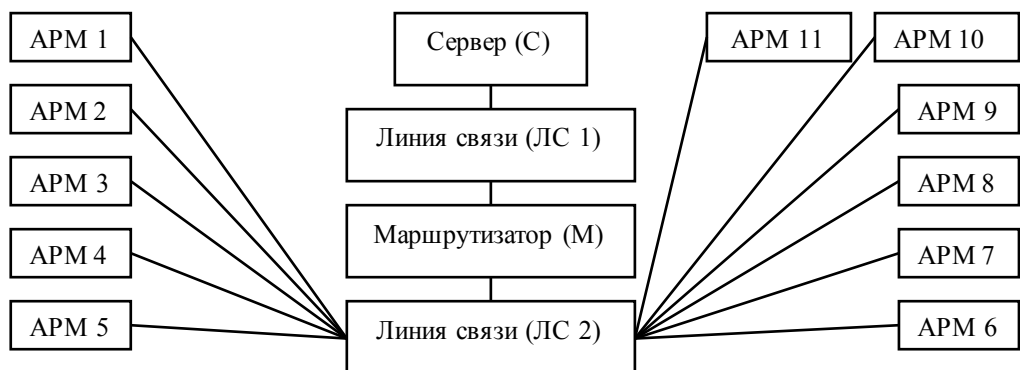 АРМ 1
Сервер (С)
АРМ 11
АРМ 10
АРМ 2
Линия связи (ЛС 1)
АРМ 9
АРМ 3
АРМ 8
Маршрутизатор (М)
АРМ 4
АРМ 7
АРМ 5
Линия связи (ЛС 2)
АРМ 6